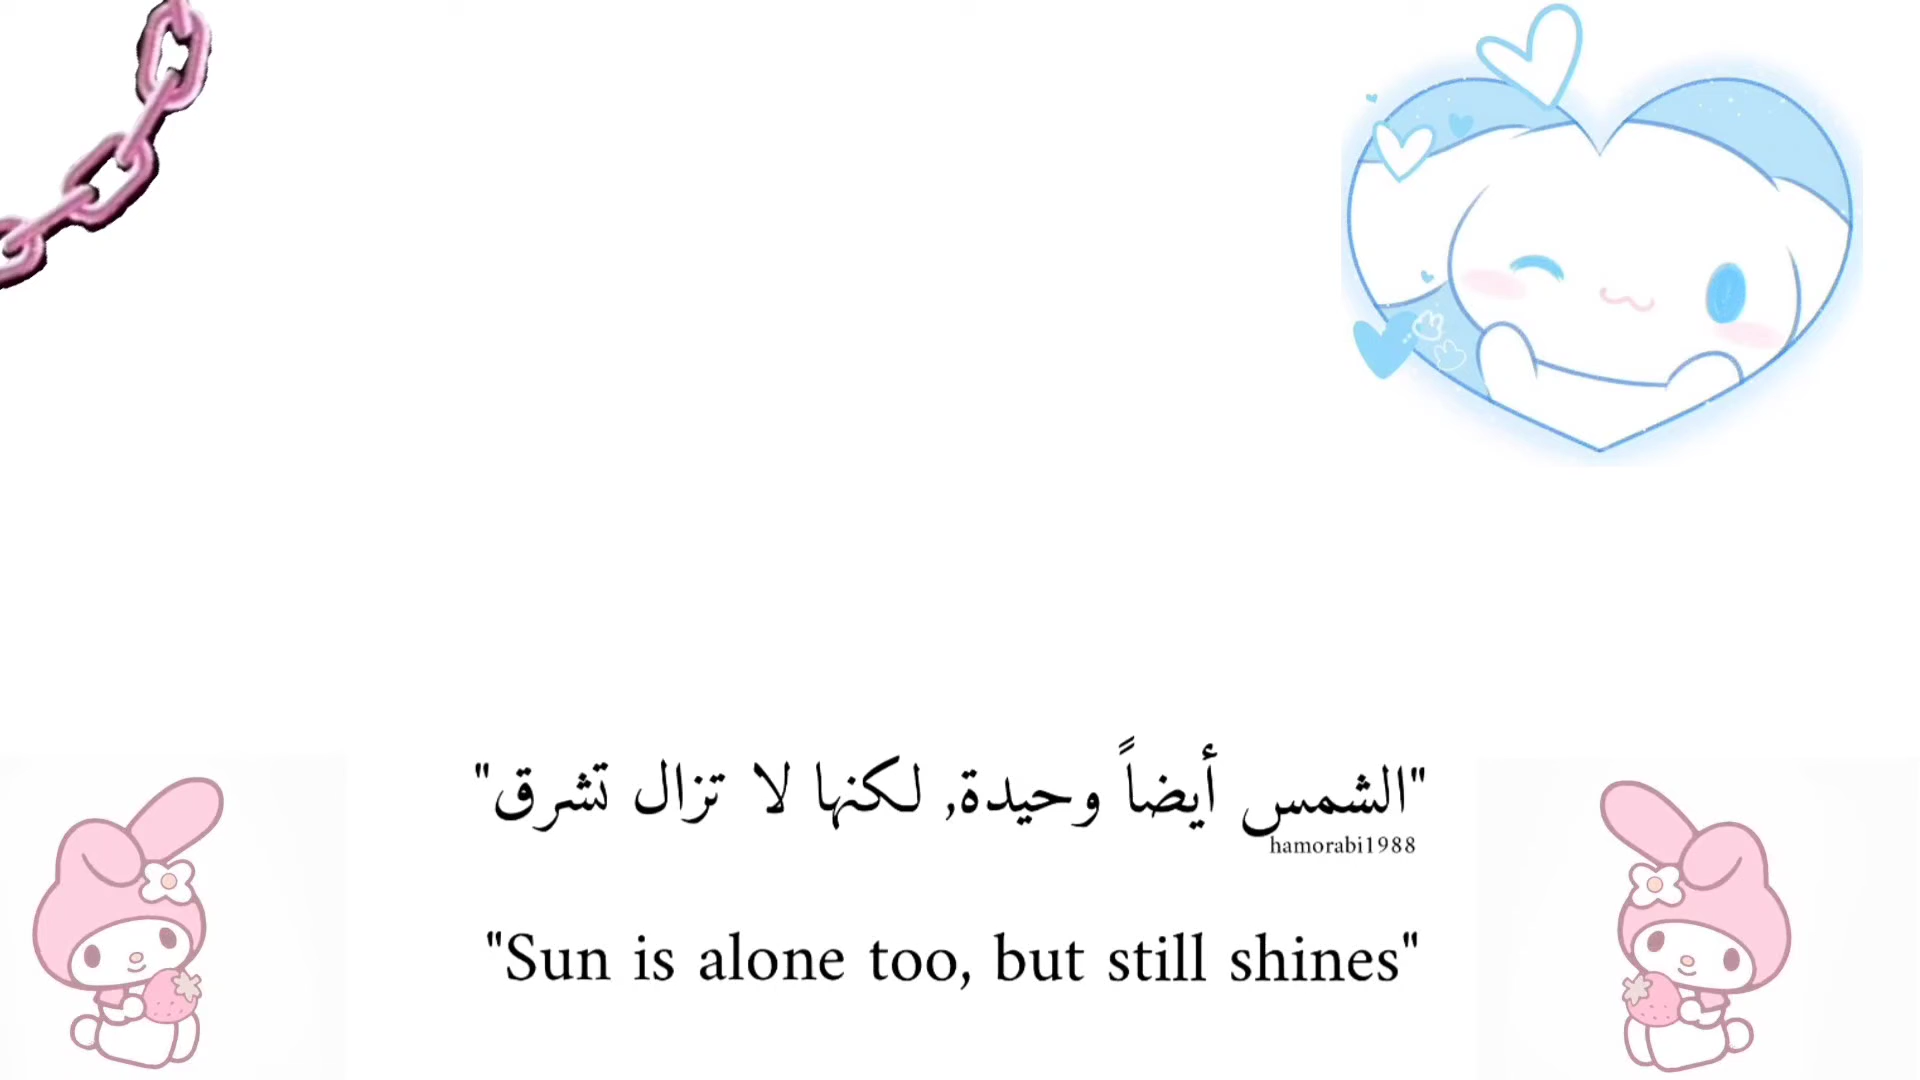 "الشمس أيضاً وحيدة, لكنها لا تزال تشرق"
hamorabi1988
"Sun is alone too, but still shines"